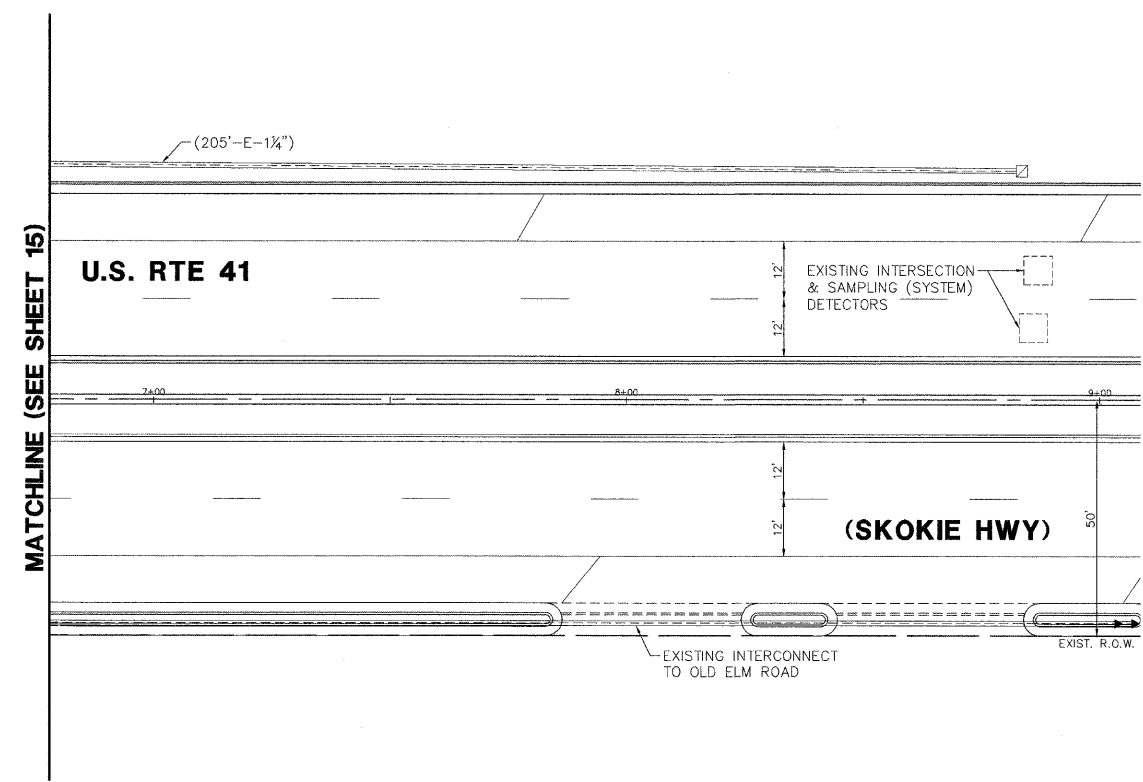 (205'-E-1¼")
MATCHLINE (SEE SHEET 15)
U.S. RTE 41
12'
12'
EXISTING INTERSECTION
& SAMPLING (SYSTEM)
DETECTORS
7+00
8+00
9+00
12'
12'
(SKOKIE HWY)
50'
EXIST. R.O.W.
EXISTING INTERCONNECT
TO OLD ELM ROAD